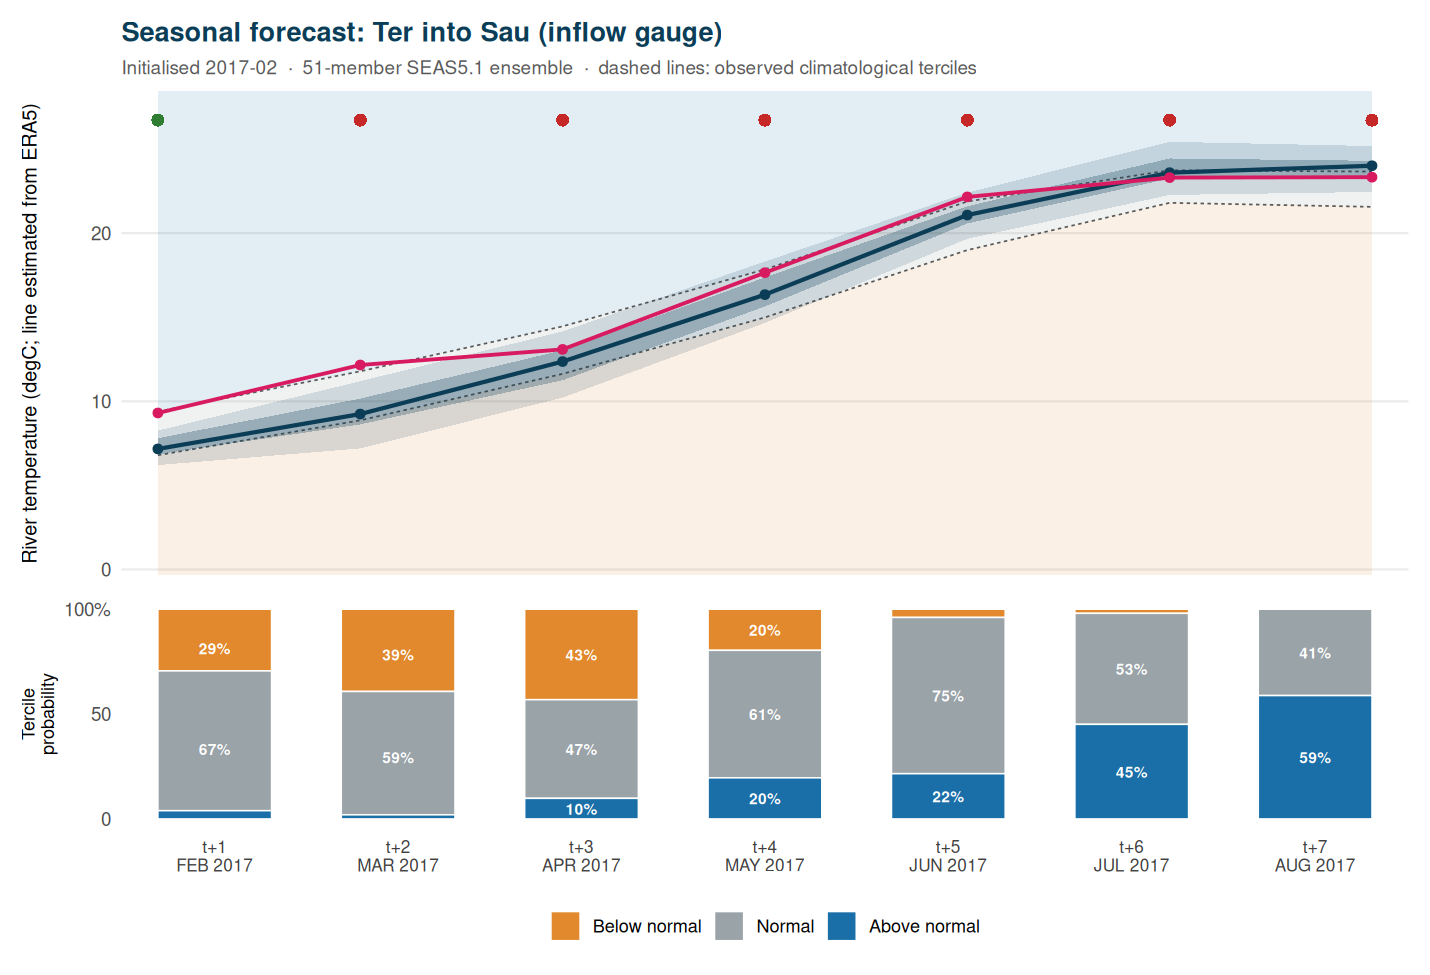 Seasonal forecast: Ter into Sau (inflow gauge)
Initialised 2017-02 · 51-member SEAS5.1 ensemble · dashed lines: observed climatological terciles
River temperature (degC; line estimated from ERA5)
20
10
0
100%
50
0
Tercile
probability
29%
39%
43%
20%
67%
59%
47%
61%
75%
53%
41%
10%
20%
22%
45%
59%
t+1
FEB 2017
t+2
MAR 2017
t+3
APR 2017
t+4
MAY 2017
t+5
JUN 2017
t+6
JUL 2017
t+7
AUG 2017
Below normal
Normal
Above normal